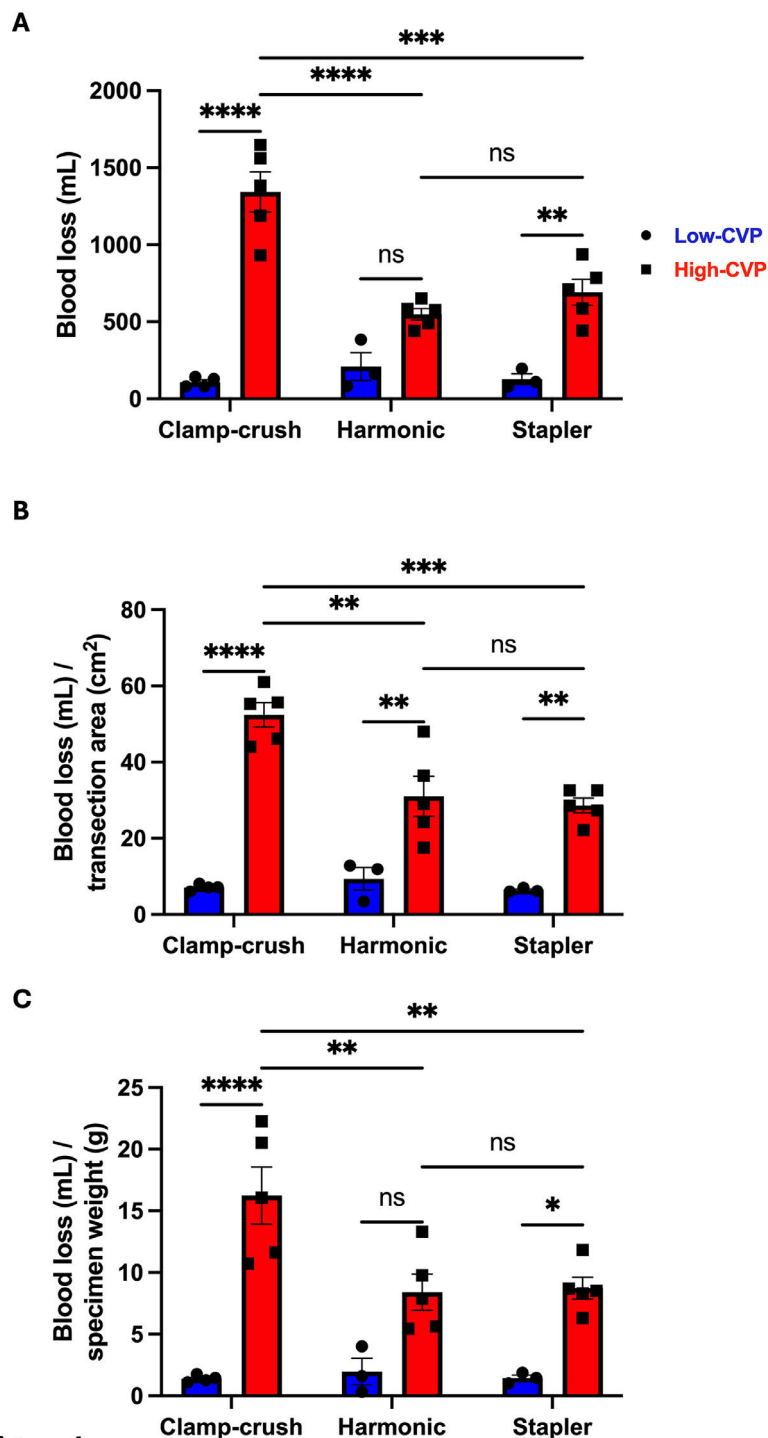 A
***
****
2000
****
1500
ns
Blood loss (mL)
**
Low-CVP
1000
ns
High-CVP
500
0
Clamp-crush Harmonic Stapler
B
***
80
**
****
ns
60
**
**
40
Blood loss (mL) /
transection area (cm²)
20
0
Clamp-crush Harmonic Stapler
C
**
**
25
****
ns
20
ns
*
15
Blood loss (mL) /
specimen weight (g)
10
5
0
Clamp-crush Harmonic Stapler